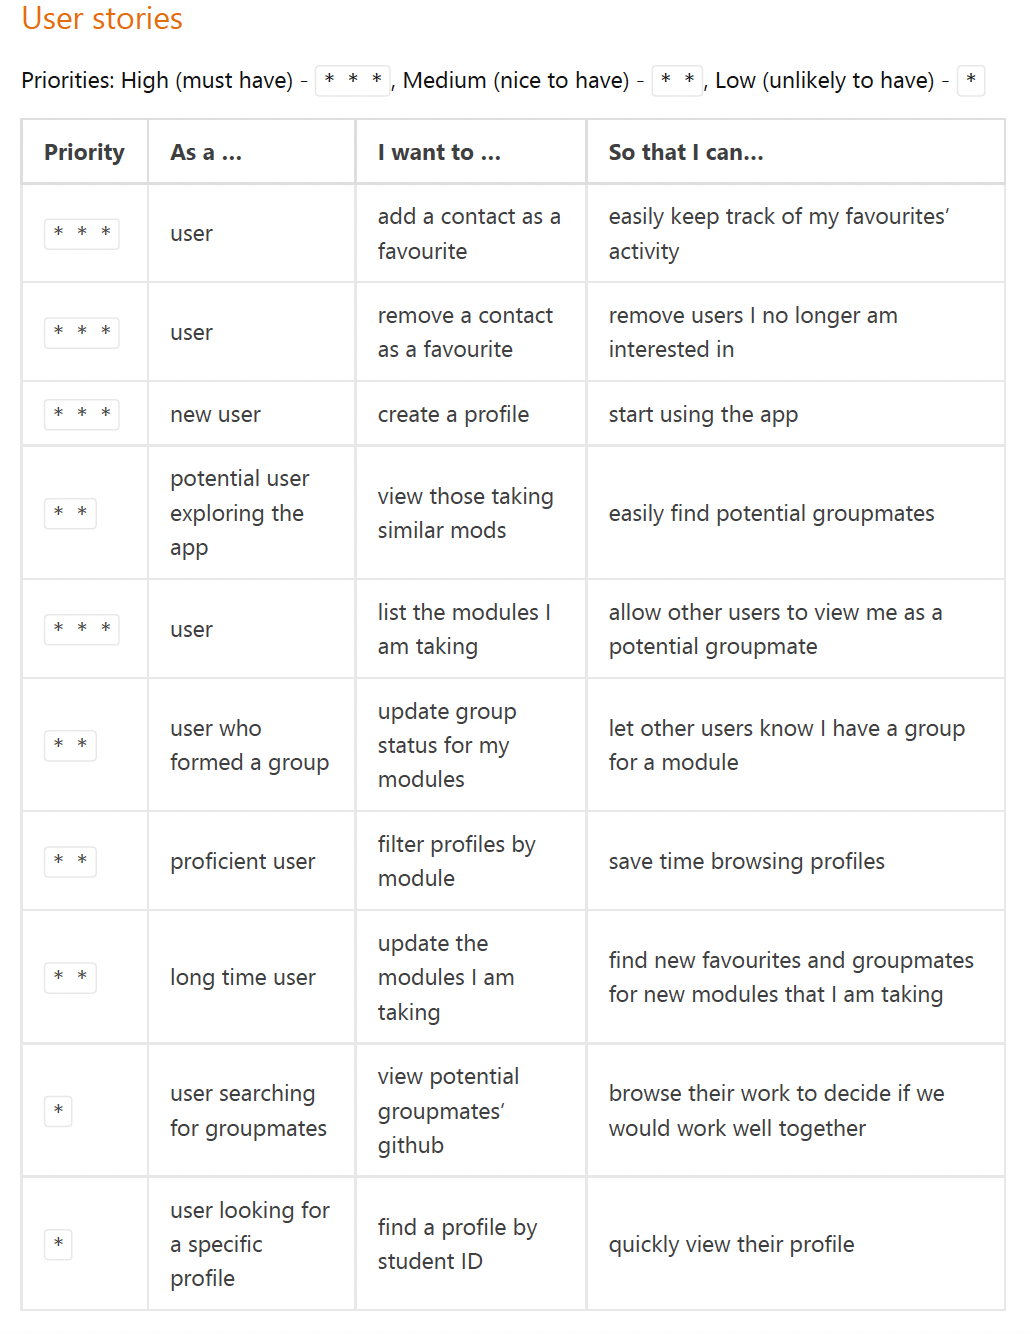 User stories
Priorities: High (must have) - * * *, Medium (nice to have) - * *, Low (unlikely to have) - *
Priority As a ... I want to ... So that I can...
* * * user add a contact as a favourite easily keep track of my favourites’ activity
* * * user remove a contact as a favourite remove users I no longer am interested in
* * * new user create a profile start using the app
* * potential user exploring the app view those taking similar mods easily find potential groupmates
* * * user list the modules I am taking allow other users to view me as a potential groupmate
* * user who formed a group update group status for my modules let other users know I have a group for a module
* * proficient user filter profiles by module save time browsing profiles
* * long time user update the modules I am taking find new favourites and groupmates for new modules that I am taking
* user searching for groupmates view potential groupmates’ github browse their work to decide if we would work well together
* user looking for a specific profile find a profile by student ID quickly view their profile